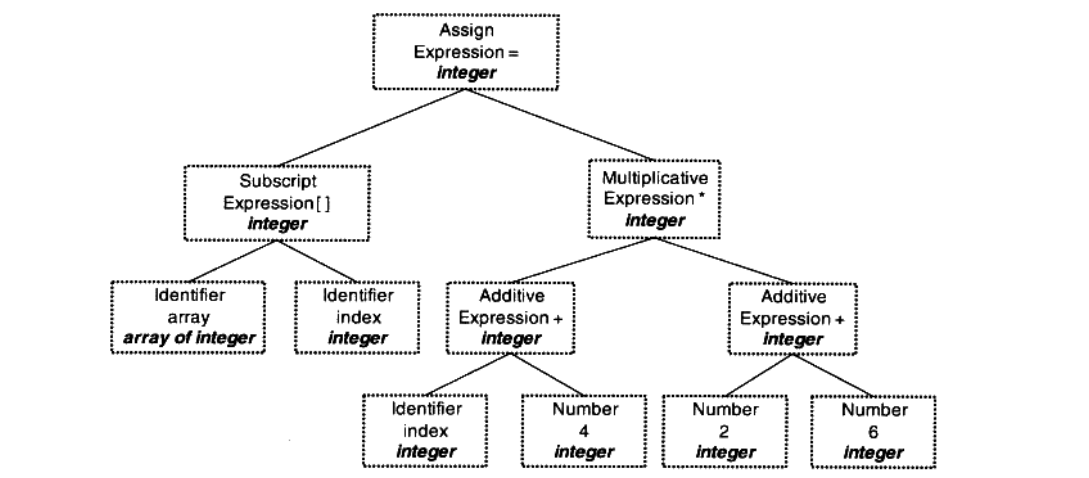 Assign
Expression =
integer
Subscript
Expression [ ]
integer
Multiplicative
Expression *
integer
Identifier
array
array of integer
Identifier
index
integer
Additive
Expression +
integer
Additive
Expression +
integer
Identifier
index
integer
Number
4
integer
Number
2
integer
Number
6
integer